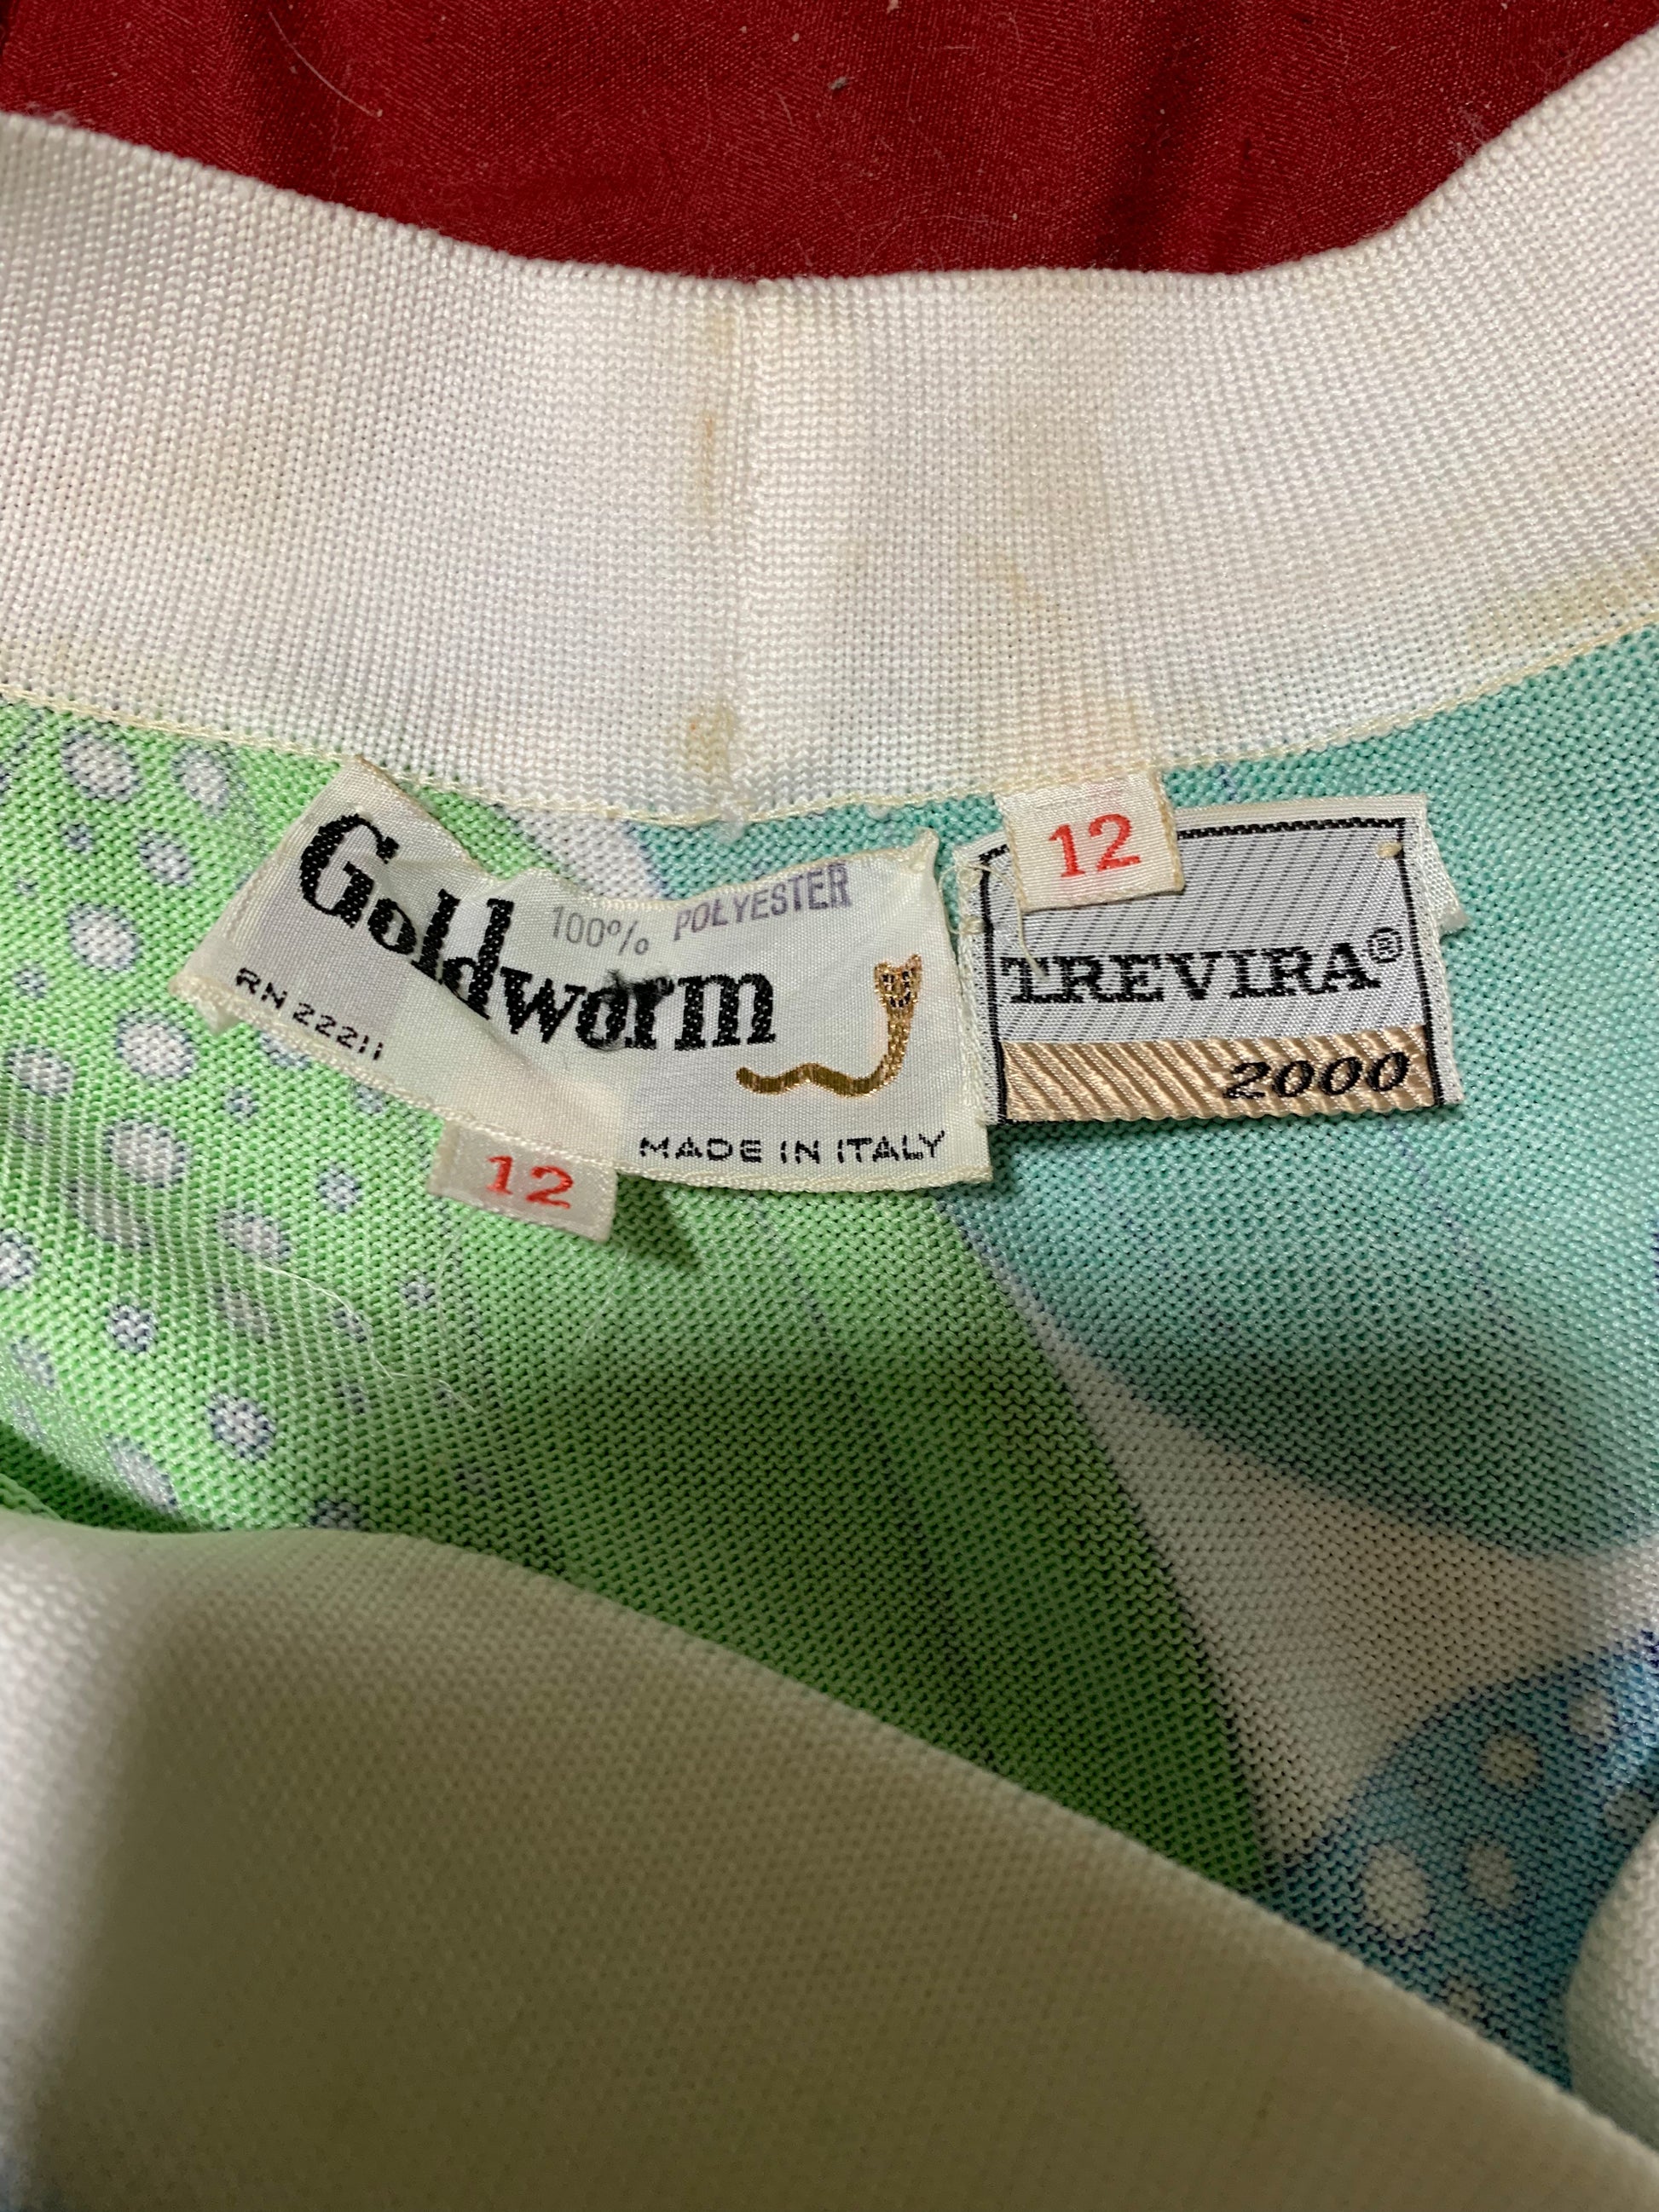 100% POLYESTER
Goldworm
RN 22211
MADE IN ITALY
12
12
TREVIRA®
2000